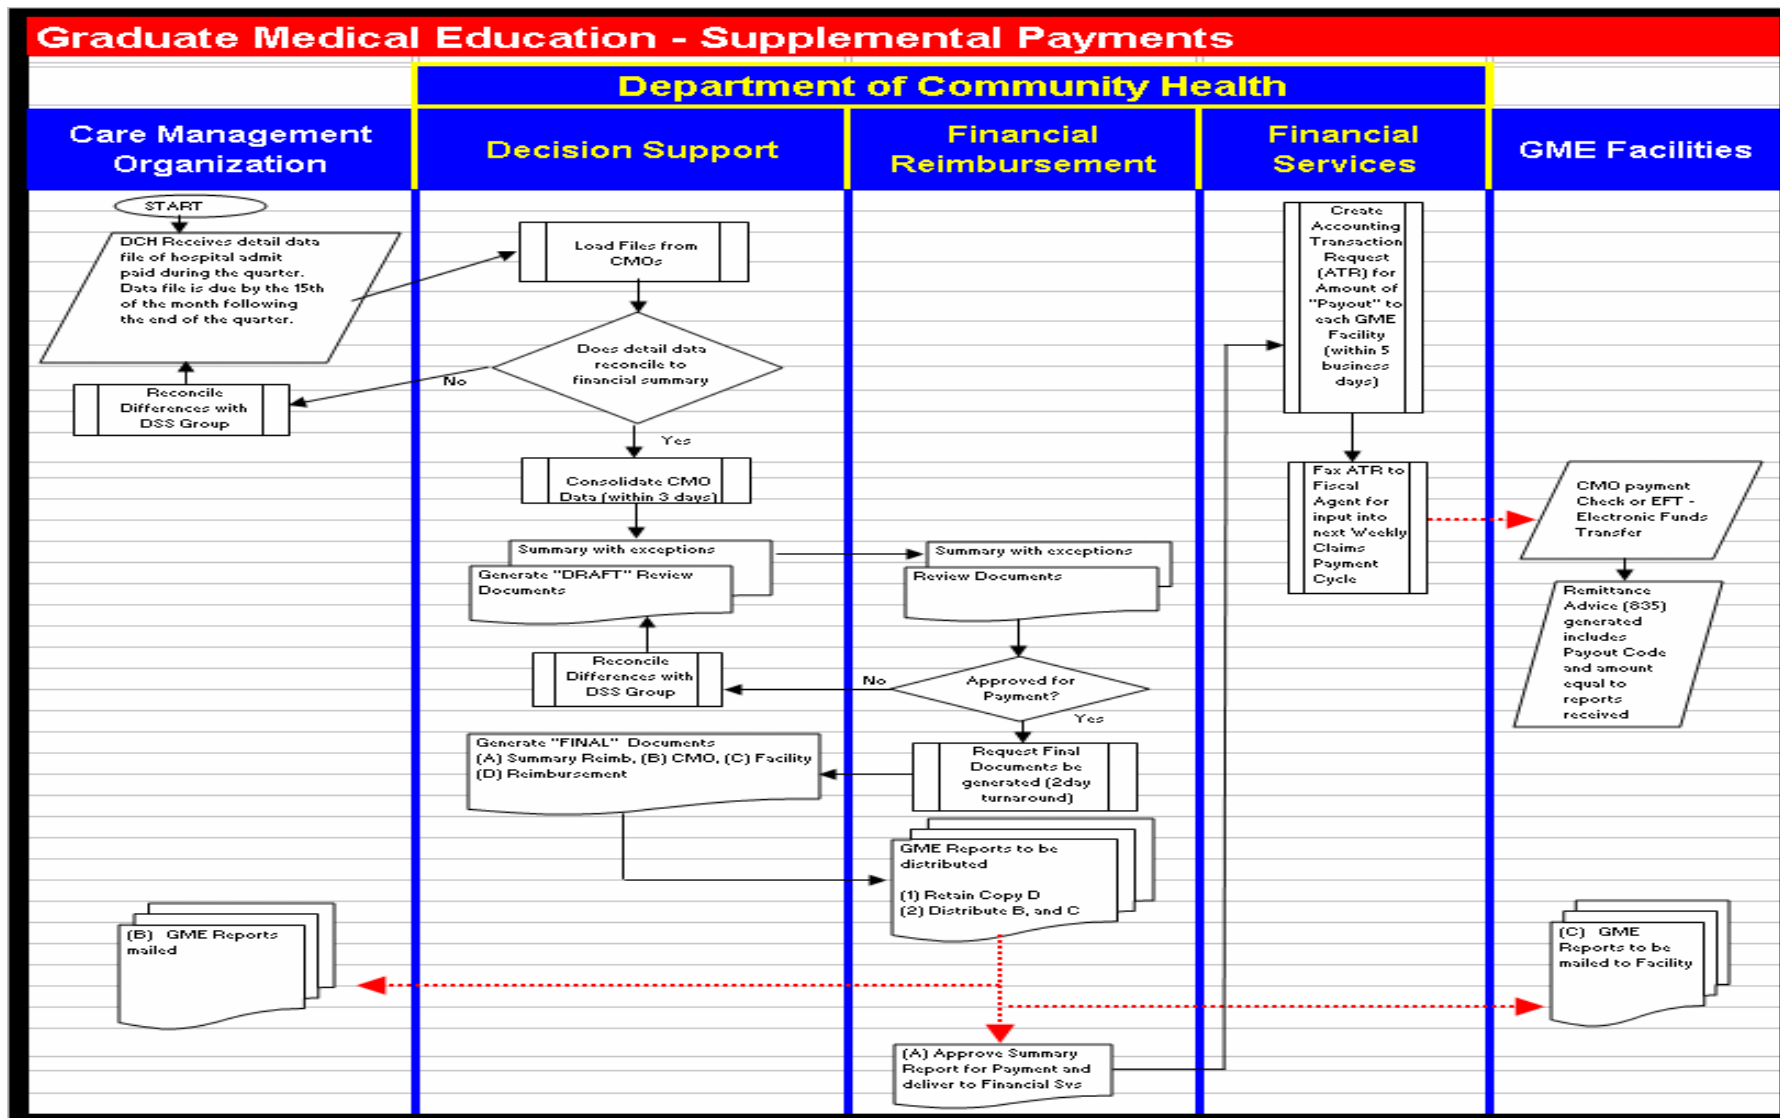 Graduate Medical Education - Supplemental Payments
Department of Community Health
Care Management
Organization
Decision Support
Financial
Reimbursement
Financial
Services
GME Facilities
START
DCH Receives detail data
file of hospital admit
paid during the quarter.
Data file is due by the 15th
of the month following
the end of the quarter.
Reconcile
Differences with
DSS Group
Load Files from
CMOs
Does detail data
reconcile to
financial summary
No
Yes
Consolidate CMO
Data (within 3 days)
Summary with exceptions
Generate "DRAFT" Review
Documents
Summary with exceptions
Review Documents
Reconcile
Differences with
DSS Group
No
Approved for
Payment?
Yes
Request Final
Documents be
generated (2day
turnaround)
Generate "FINAL" Documents
(A) Summary Reimb, (B) CMO, (C) Facility
(D) Reimbursement
GME Reports to be
distributed
(1) Retain Copy D
(2) Distribute B, and C
(B) GME Reports
mailed
(C) GME
Reports to be
mailed to Facility
(A) Approve Summary
Report for Payment and
deliver to Financial Svs
Create
Accounting
Transaction
Request
(ATR) for
Amount of
"Payout" to
each GME
Facility
(within 5
business
days)
Fax ATR to
Fiscal
Agent for
input into
next Weekly
Claims
Payment
Cycle
CMO payment
Check or EFT -
Electronic Funds
Transfer
Remittance
Advice (835)
generated
includes
Payout Code
and amount
equal to
reports
received